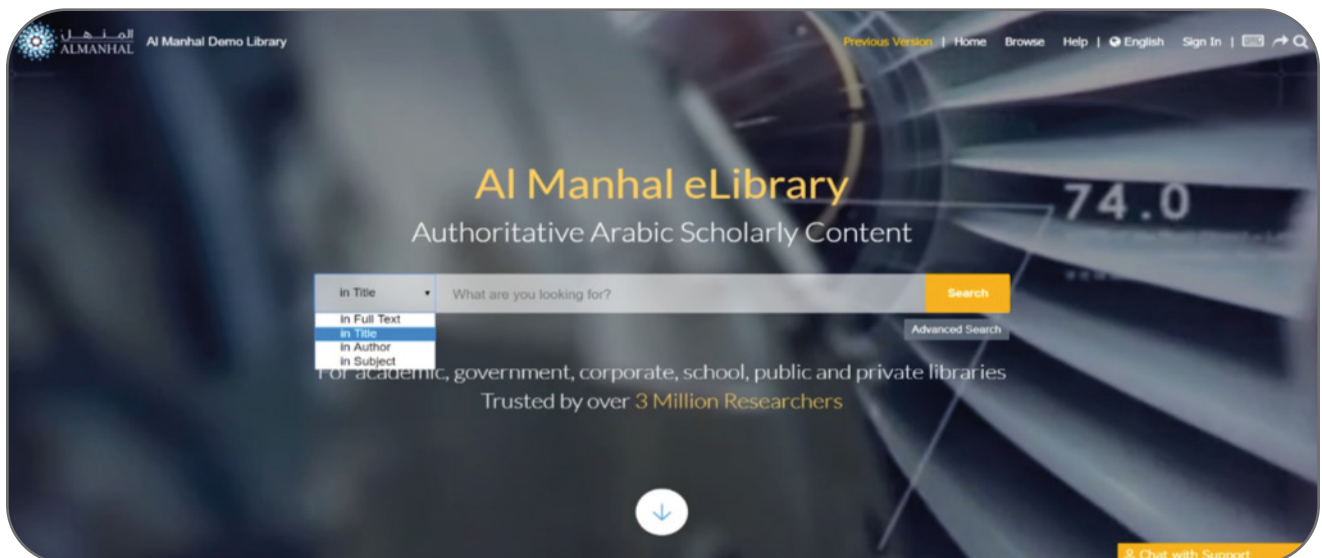 المنهل
ALMANHAL
Al Manhal Demo Library
Previous Version | Home Browse Help | English Sign In |
Al Manhal eLibrary
74.0
Authoritative Arabic Scholarly Content
in Title What are you looking for? Search
in Full Text
in Title
in Author
in Subject
Advanced Search
For academic, government, corporate, school, public and private libraries
Trusted by over 3 Million Researchers
Chat with Support